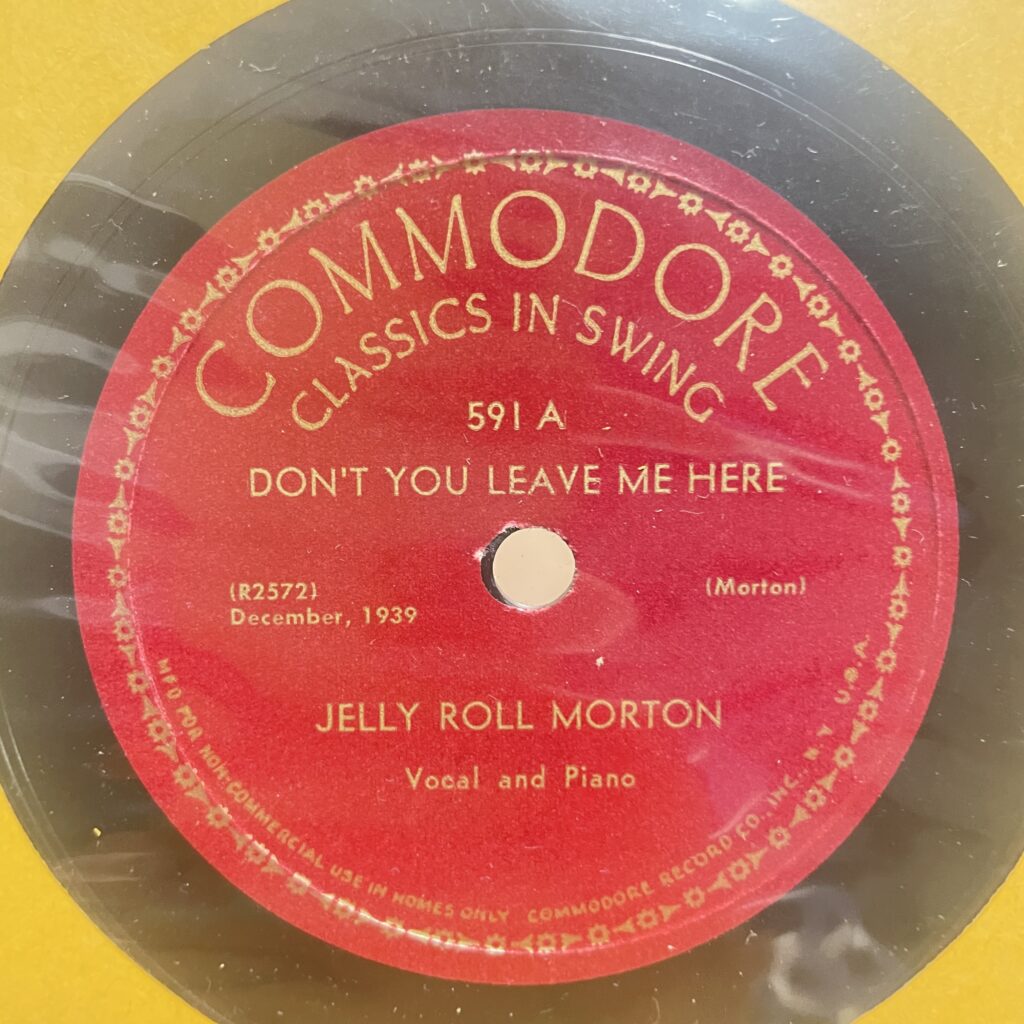 COMMODORE
CLASSICS IN SWING
591 A
DON'T YOU LEAVE ME HERE
(R2572)
December, 1939
(Morton)
JELLY ROLL MORTON
Vocal and Piano
MFD FOR NON-COMMERCIAL USE IN HOMES ONLY COMMODORE RECORD CO., INC., N Y U.S.A.